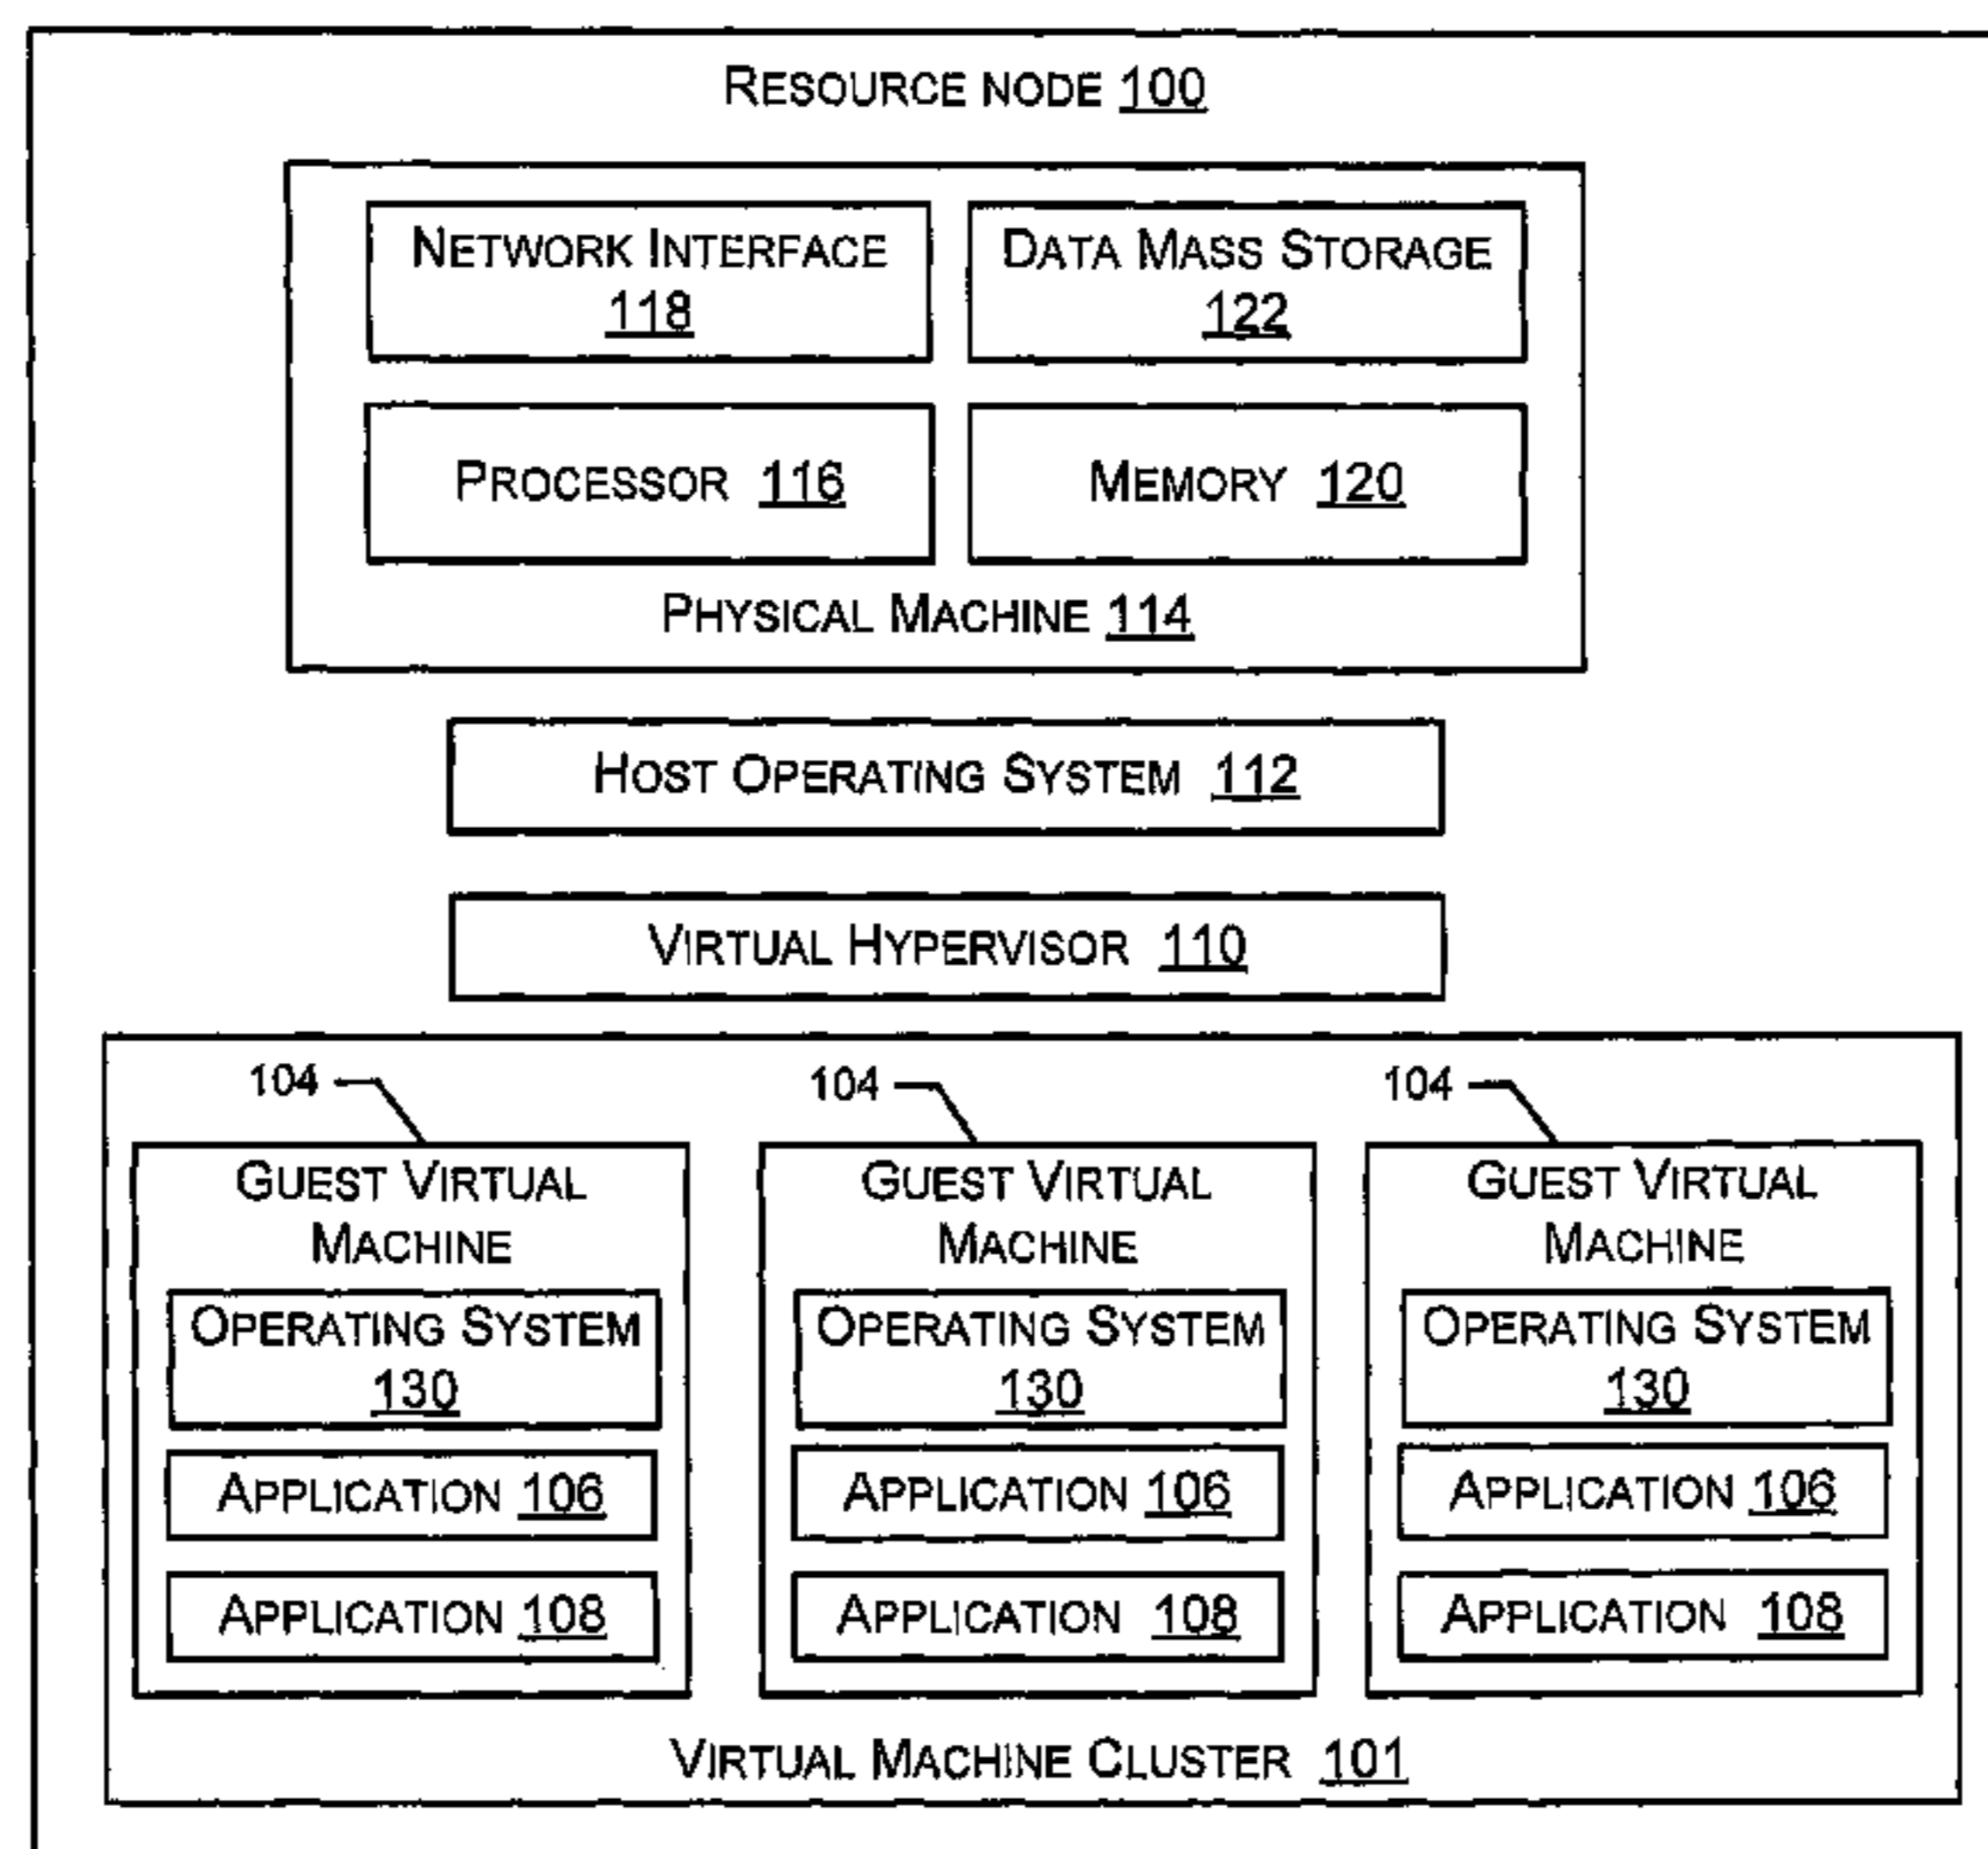 RESOURCE NODE 100
NETWORK INTERFACE
118
DATA MASS STORAGE
122
PROCESSOR 116
MEMORY 120
PHYSICAL MACHINE 114
HOST OPERATING SYSTEM 112
VIRTUAL HYPERVISOR 110
104
GUEST VIRTUAL
MACHINE
OPERATING SYSTEM
130
APPLICATION 106
APPLICATION 108
104
GUEST VIRTUAL
MACHINE
OPERATING SYSTEM
130
APPLICATION 106
APPLICATION 108
104
GUEST VIRTUAL
MACHINE
OPERATING SYSTEM
130
APPLICATION 106
APPLICATION 108
VIRTUAL MACHINE CLUSTER 101